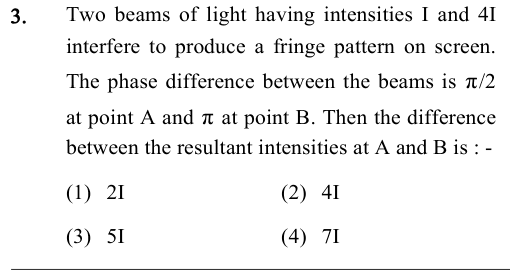 3. Two beams of light having intensities I and 4I
interfere to produce a fringe pattern on screen.
The phase difference between the beams is π/2
at point A and π at point B. Then the difference
between the resultant intensities at A and B is : -
(1) 2I (2) 4I
(3) 5I (4) 7I